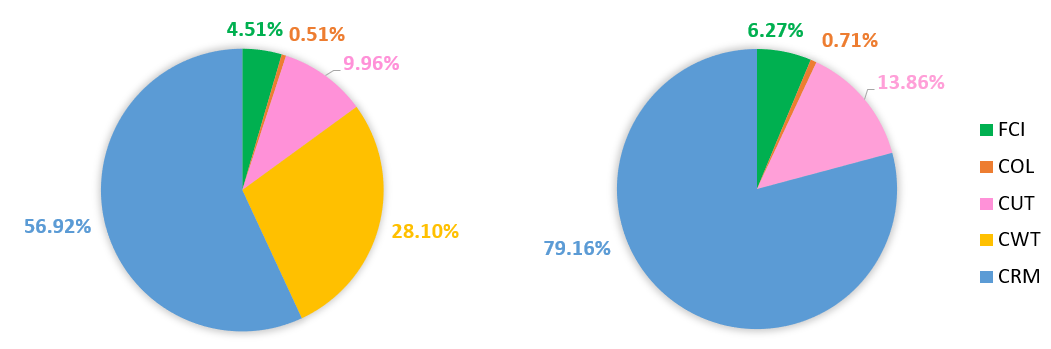 4.51%
0.51%
9.96%
28.10%
56.92%
6.27%
0.71%
13.86%
79.16%
FCI
COL
CUT
CWT
CRM